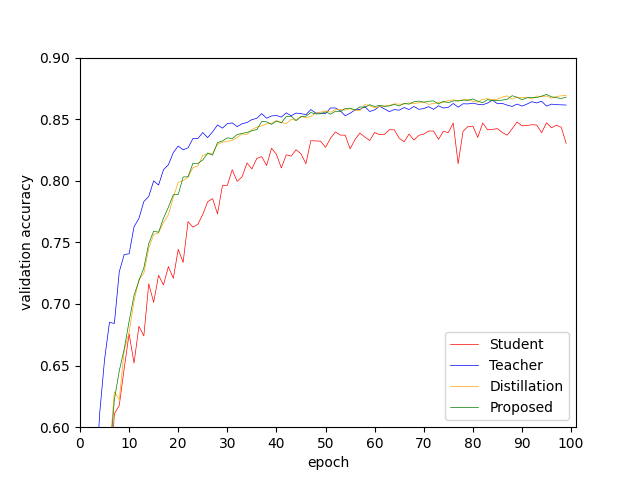 0.90
0.85
0.80
0.75
0.70
0.65
0.60
validation accuracy
0 10 20 30 40 50 60 70 80 90 100
epoch
Student
Teacher
Distillation
Proposed